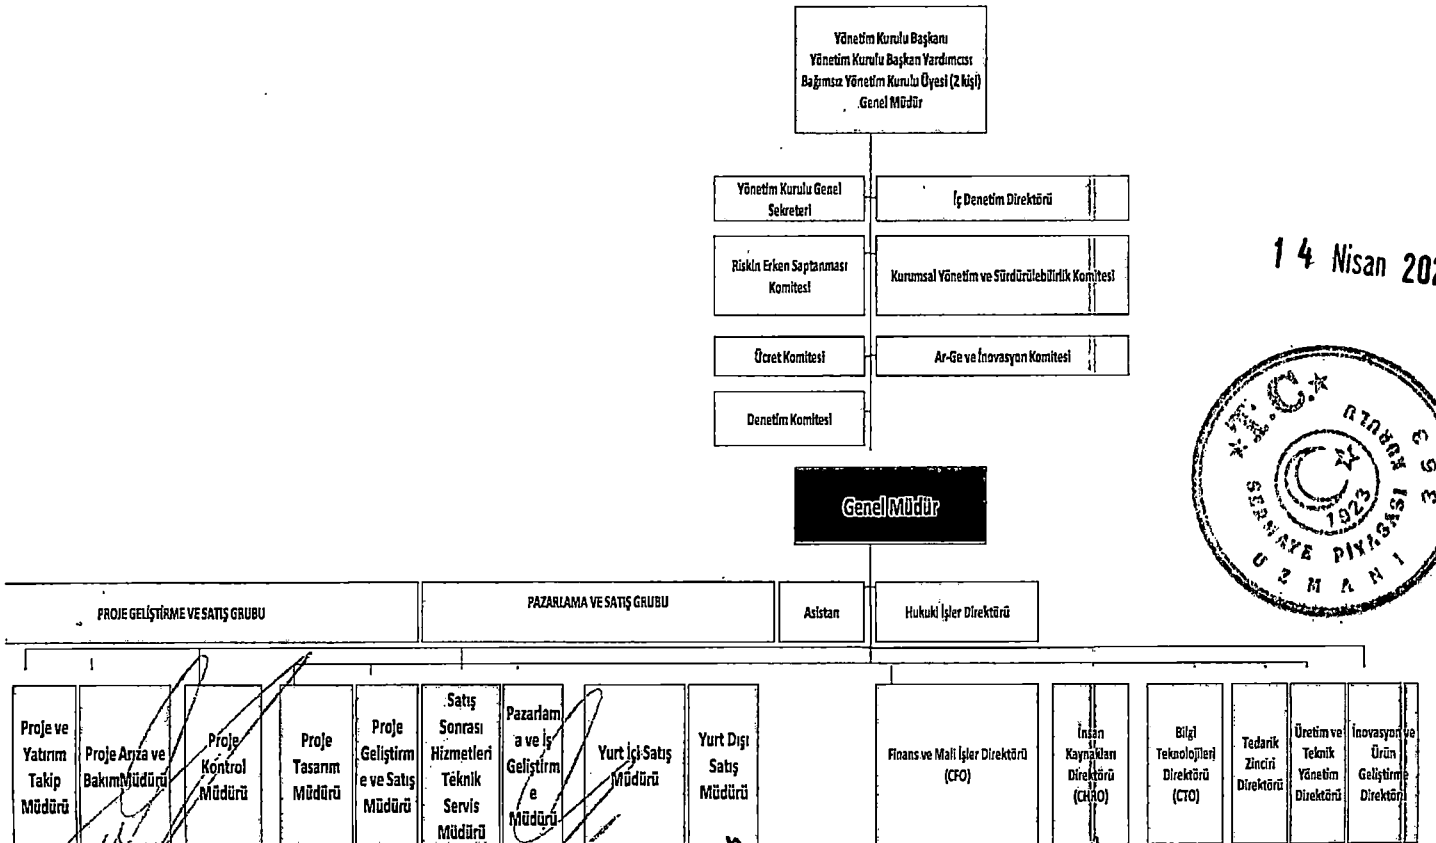 Yönetim Kurulu Başkanı
Yönetim Kurulu Başkan Yardımcısı
Bağımsız Yönetim Kurulu Üyesi (2 kişi)
Genel Müdür
Yönetim Kurulu Genel
Sekreteri
İç Denetim Direktörü
Riskin Erken Saptanması
Komitesi
Kurumsal Yönetim ve Sürdürülebilirlik Komitesi
14 Nisan 202
Ücret Komitesi
Ar-Ge ve İnovasyon Komitesi
Denetim Komitesi
T.C.
SERMAYE PİYASASI KURULU
UZMANI
1923
353
Genel Müdür
PROJE GELİŞTİRME VE SATIŞ GRUBU
PAZARLAMA VE SATIŞ GRUBU
Asistan
Hukuki İşler Direktörü
Proje ve
Yatırım
Takip
Müdürü
Proje Arıza ve
Bakım Müdürü
Proje
Kontrol
Müdürü
Proje
Tasarım
Müdürü
Proje
Geliştirm
e ve Satış
Müdürü
Satış
Sonrası
Hizmetleri
Teknik
Servis
Müdürü
Pazarlam
a ve İş
Geliştirm
e
Müdürü
Yurt İçi Satış
Müdürü
Yurt Dışı
Satış
Müdürü
Finans ve Mali İşler Direktörü
(CFO)
İnsan
Kaynakları
Direktörü
(CHRO)
Bilgi
Teknolojileri
Direktörü
(CTO)
Tedarik
Zinciri
Direktörü
Üretim ve
Teknik
Yönetim
Direktörü
İnovasyon ve
Ürün
Geliştirme
Direktörü